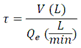 τ = V (L) / Qₑ (L/min)